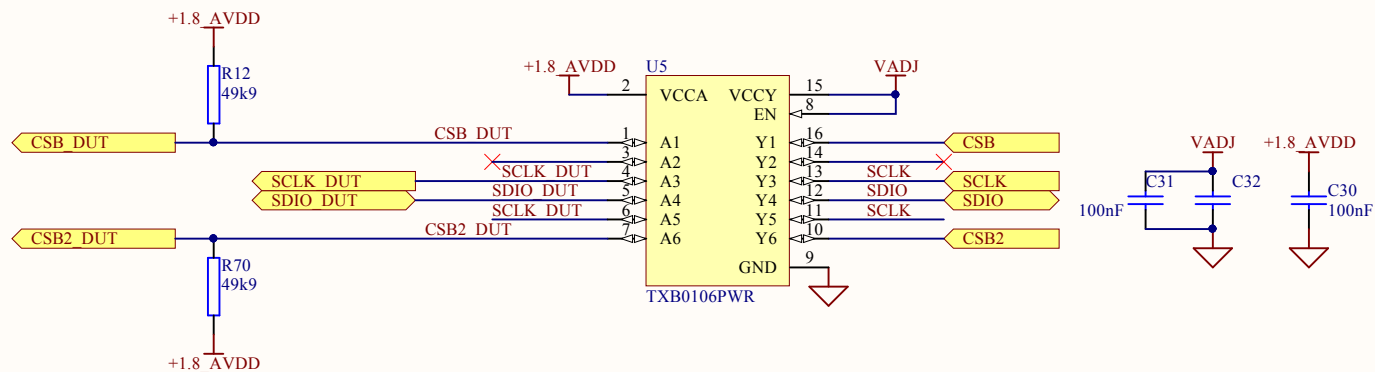 +1.8_AVDD
R12
49k9
CSB_DUT
CSB_DUT
SCLK_DUT
SCLK_DUT
SDIO_DUT
SDIO_DUT
SCLK_DUT
CSB2_DUT
CSB2_DUT
R70
49k9
+1.8_AVDD
+1.8_AVDD
U5
2
VCCA
VCCY
15
VADJ
EN
8
1
A1
Y1
16
CSB
3
A2
Y2
14
4
A3
Y3
13
SCLK
SCLK
5
A4
Y4
12
SDIO
SDIO
6
A5
Y5
11
SCLK
7
A6
Y6
10
CSB2
GND
9
TXB0106PWR
VADJ
C31
100nF
C32
+1.8_AVDD
C30
100nF